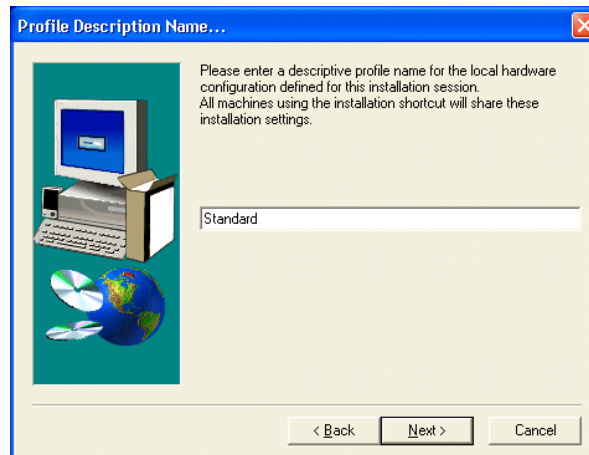 Profile Description Name...
Please enter a descriptive profile name for the local hardware
configuration defined for this installation session.
All machines using the installation shortcut will share these
installation settings.
Standard
< Back
Next >
Cancel